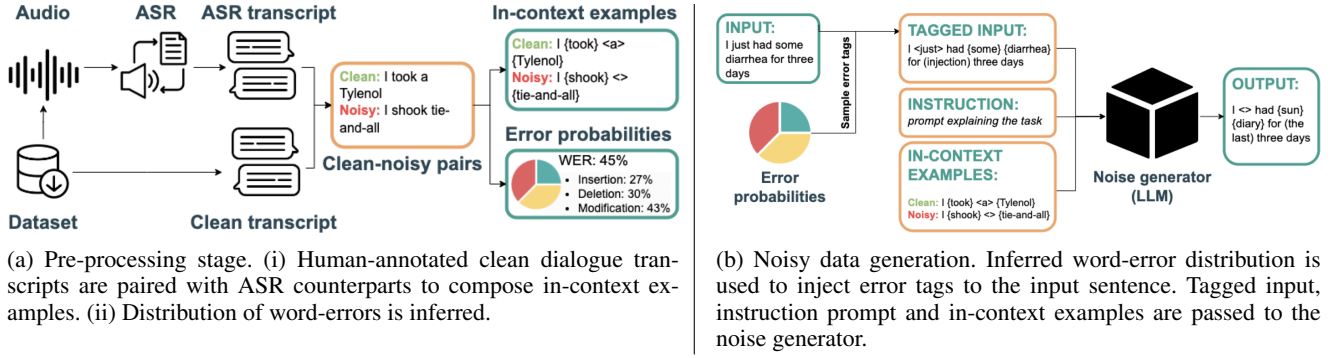 Audio
ASR
ASR transcript
Dataset
Clean transcript
Clean: I took a
Tylenol
Noisy: I shook tie-
and-all
Clean-noisy pairs
In-context examples
Clean: I {took} <a>
{Tylenol}
Noisy: I {shook} <>
{tie-and-all}
Error probabilities
WER: 45%
• Insertion: 27%
• Deletion: 30%
• Modification: 43%
(a) Pre-processing stage. (i) Human-annotated clean dialogue tran-
scripts are paired with ASR counterparts to compose in-context ex-
amples. (ii) Distribution of word-errors is inferred.
INPUT:
I just had some
diarrhea for three
days
Error
probabilities
Sample error tags
TAGGED INPUT:
I <just> had {some} {diarrhea}
for (injection) three days
INSTRUCTION:
prompt explaining the task
IN-CONTEXT
EXAMPLES:
Clean: I {took} <a> {Tylenol}
Noisy: I {shook} <> {tie-and-all}
Noise generator
(LLM)
OUTPUT:
I <> had {sun}
{diary} for (the
last) three days
(b) Noisy data generation. Inferred word-error distribution is
used to inject error tags to the input sentence. Tagged input,
instruction prompt and in-context examples are passed to the
noise generator.